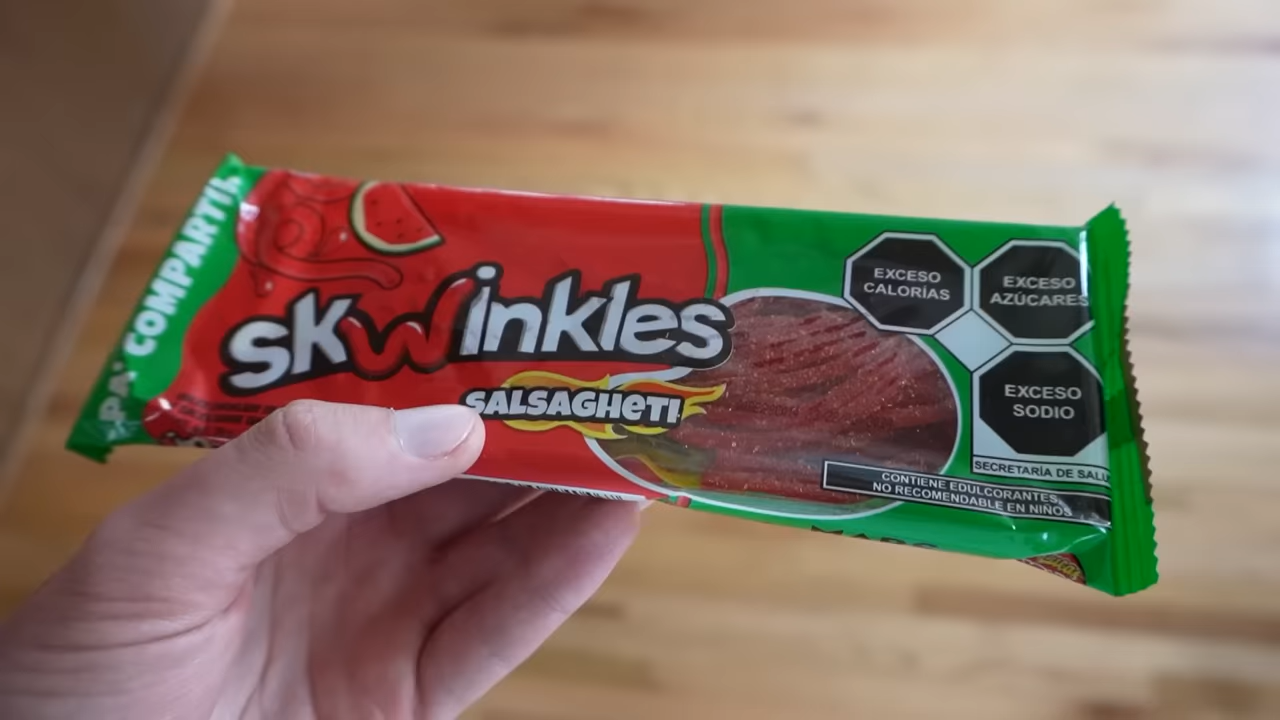 PA' COMPARTIR
skwinkles
SALSAGHETI
EXCESO
CALORÍAS
EXCESO
AZÚCARES
EXCESO
SODIO
SECRETARÍA DE SALU
CONTIENE EDULCORANTES,
NO RECOMENDABLE EN NIÑOS